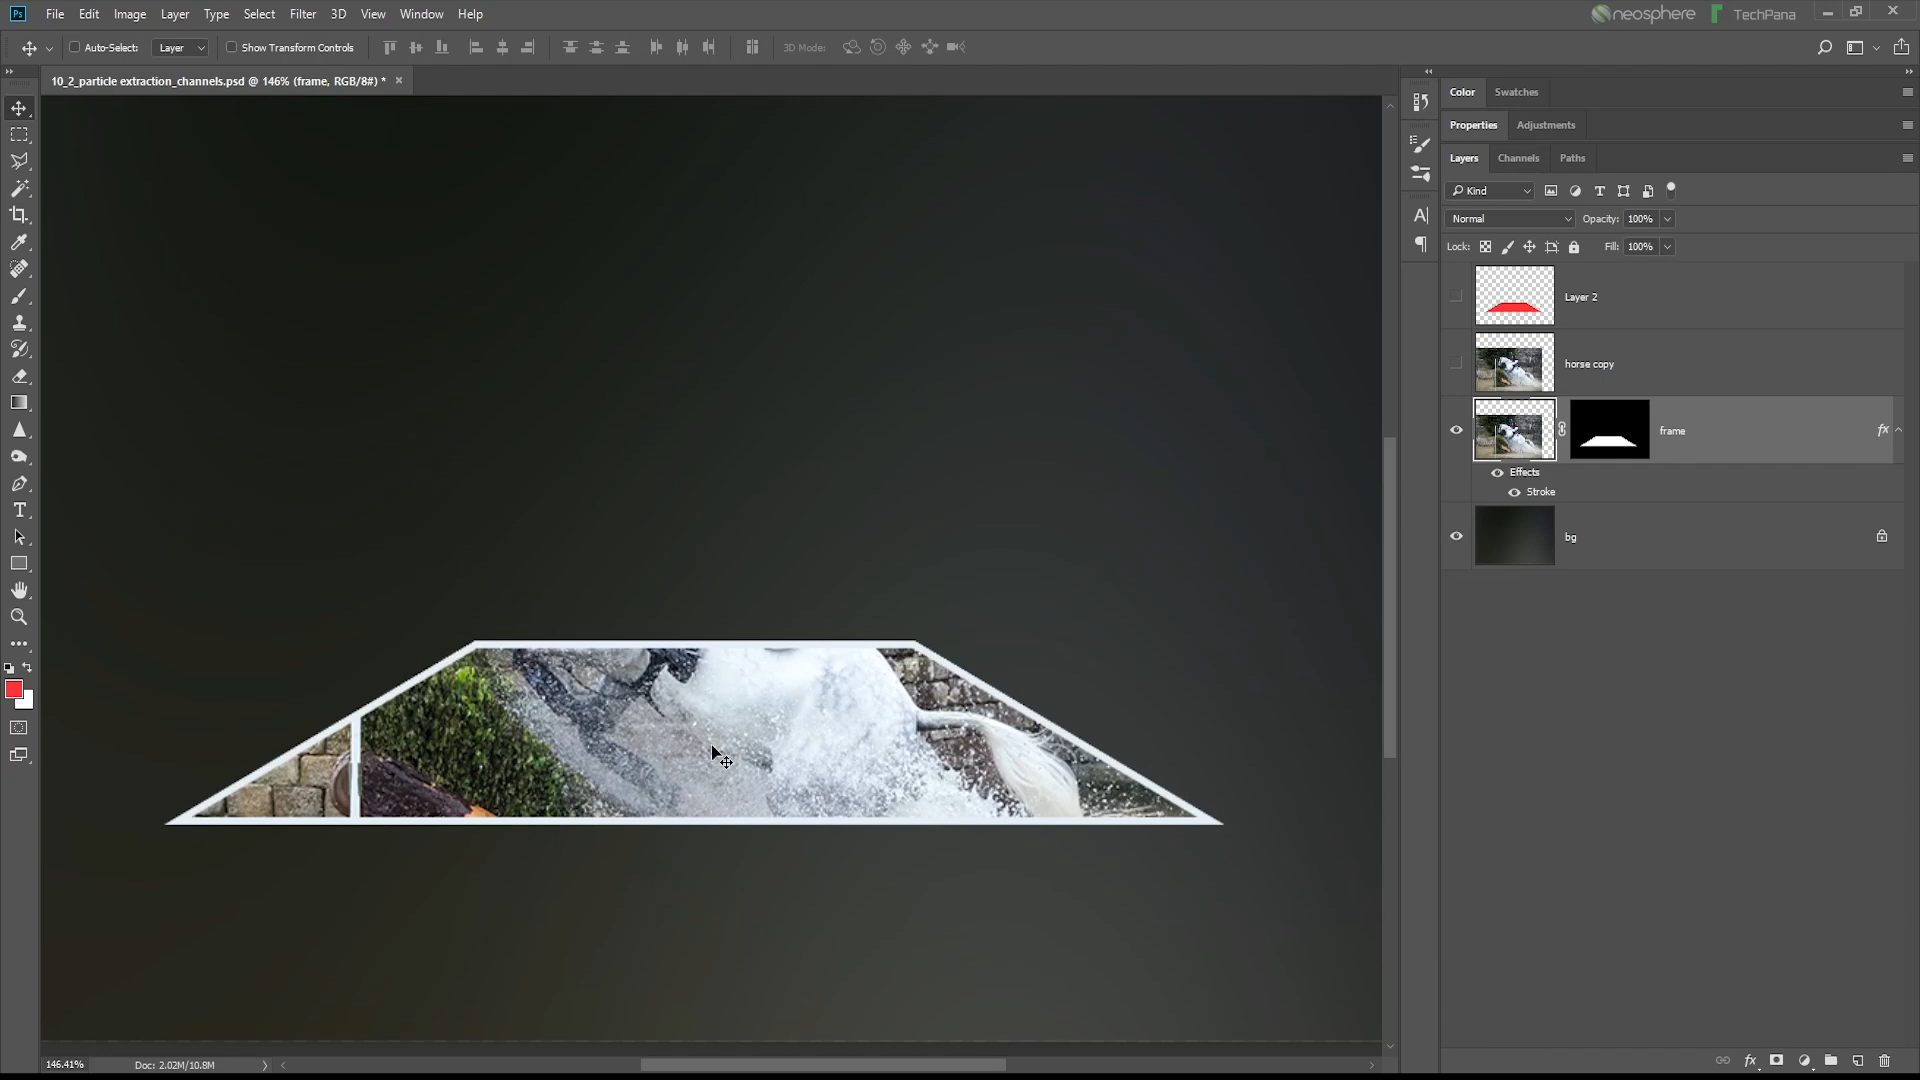 Ps File Edit Image Layer Type Select Filter 3D View Window Help neosphere TechPana
Auto-Select: Layer Show Transform Controls 3D Mode:
10_2_particle extraction_channels.psd @ 146% (frame, RGB/8#) *
Color Swatches
Properties Adjustments
Layers Channels Paths
Kind
Normal Opacity: 100%
Lock: Fill: 100%
Layer 2
horse copy
frame fx
Effects
Stroke
bg
146.41% Doc: 2.02M/10.8M fx